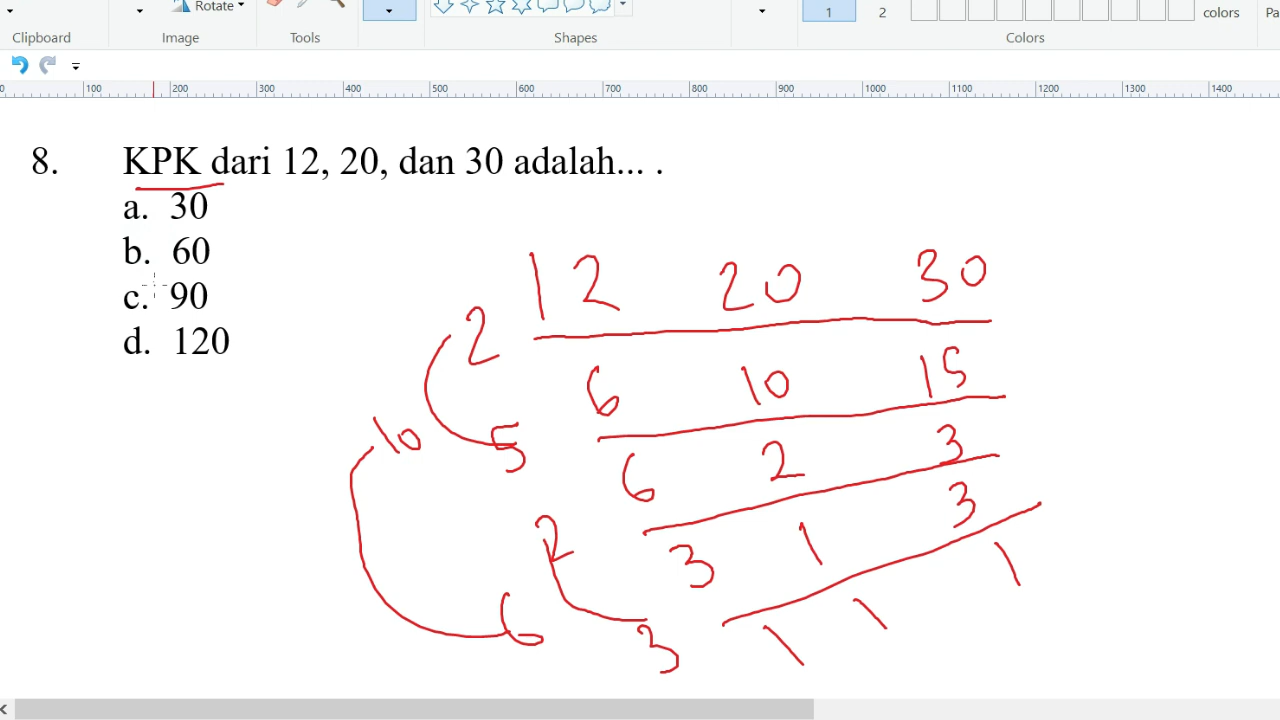 Rotate
1 2 colors Pa
Clipboard Image Tools Shapes Colors
0 100 200 300 400 500 600 700 800 900 1000 1100 1200 1300 1400
8. KPK dari 12, 20, dan 30 adalah... .
a. 30
b. 60
c. 90
d. 120
12 20 30
2
6 10 15
10 5
6 2 3
2 3 1 3
6 3 1 1 1